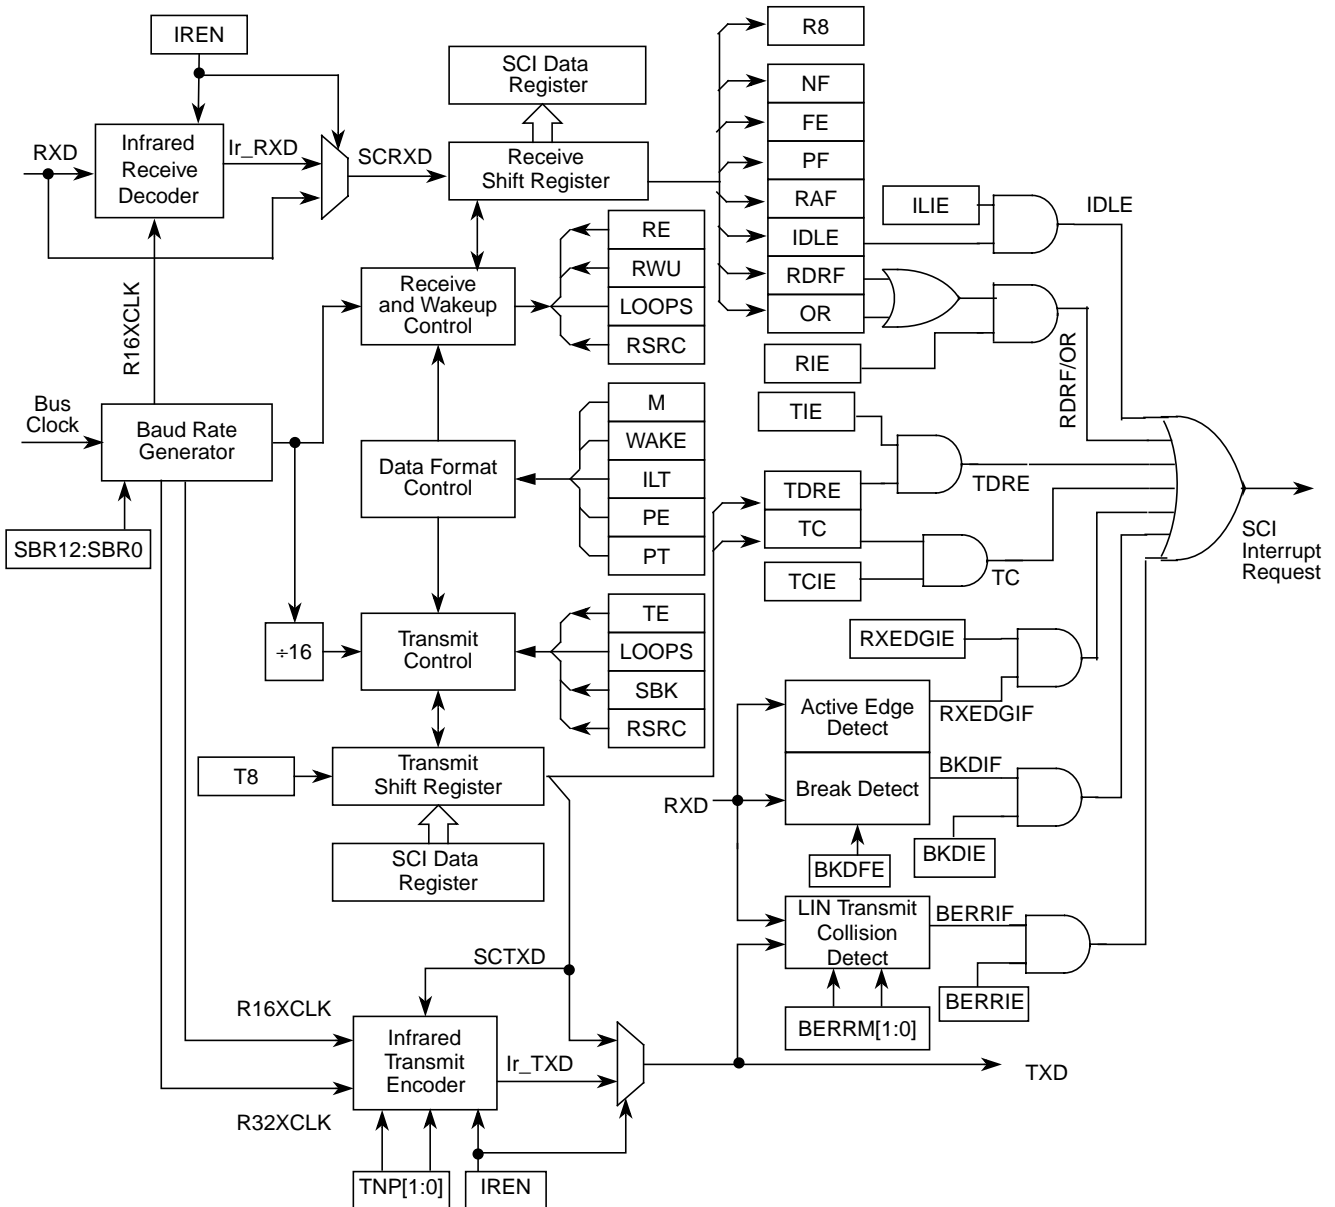 IREN
SCI Data
Register
R8
NF
FE
PF
RAF
IDLE
RDRF
OR
RXD
Infrared
Receive
Decoder
Ir_RXD
SCRXD
Receive
Shift Register
ILIE
IDLE
RE
RWU
LOOPS
RSRC
Receive
and Wakeup
Control
R16XCLK
RIE
RDRF/OR
TIE
Bus
Clock
Baud Rate
Generator
M
WAKE
ILT
PE
PT
Data Format
Control
TDRE
TC
TDRE
SBR12:SBR0
TCIE
TC
SCI
Interrupt
Request
÷16
Transmit
Control
TE
LOOPS
SBK
RSRC
RXEDGIE
Active Edge
Detect
RXEDGIF
T8
Transmit
Shift Register
RXD
Break Detect
BKDIF
BKDIE
BKDFE
SCI Data
Register
LIN Transmit
Collision
Detect
BERRIF
BERRIE
BERRM[1:0]
SCTXD
R16XCLK
Infrared
Transmit
Encoder
Ir_TXD
TXD
R32XCLK
TNP[1:0]
IREN